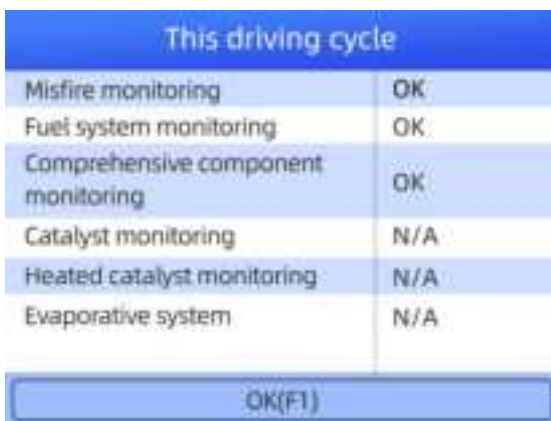 This driving cycle
Misfire monitoring OK
Fuel system monitoring OK
Comprehensive component
monitoring OK
Catalyst monitoring N/A
Heated catalyst monitoring N/A
Evaporative system N/A
OK(F1)